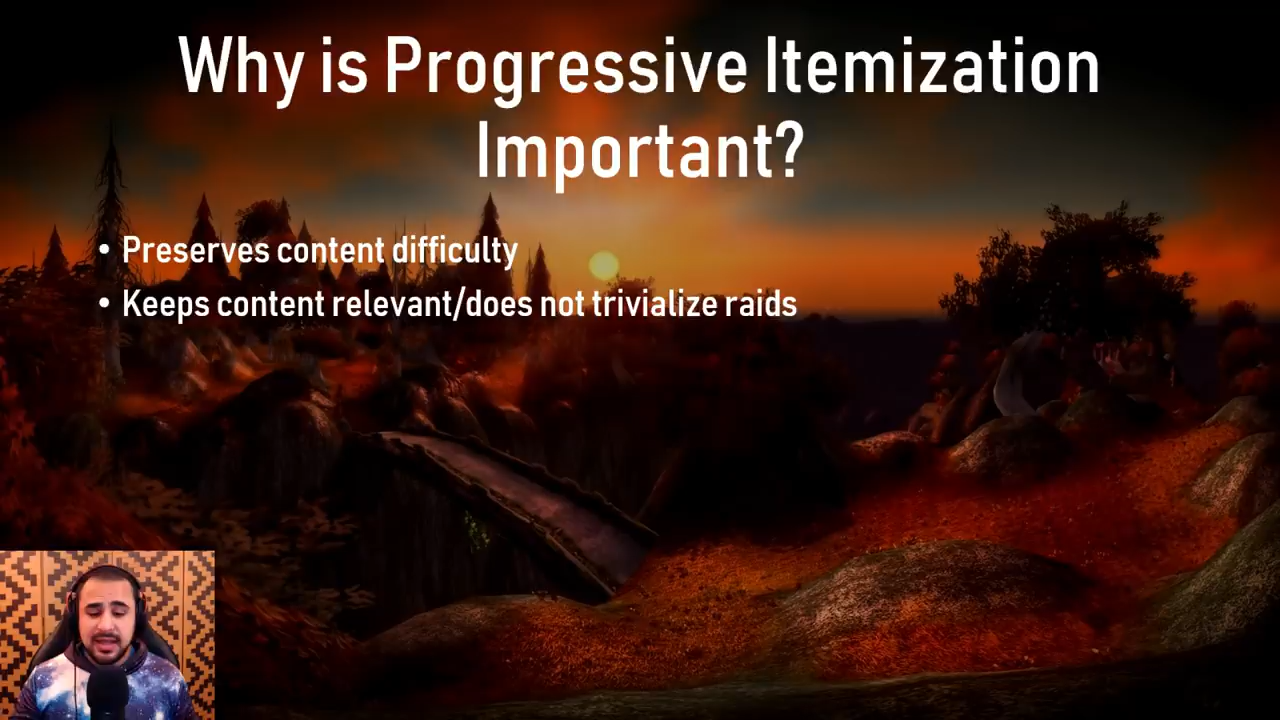 Why is Progressive Itemization
Important?
• Preserves content difficulty
• Keeps content relevant/does not trivialize raids